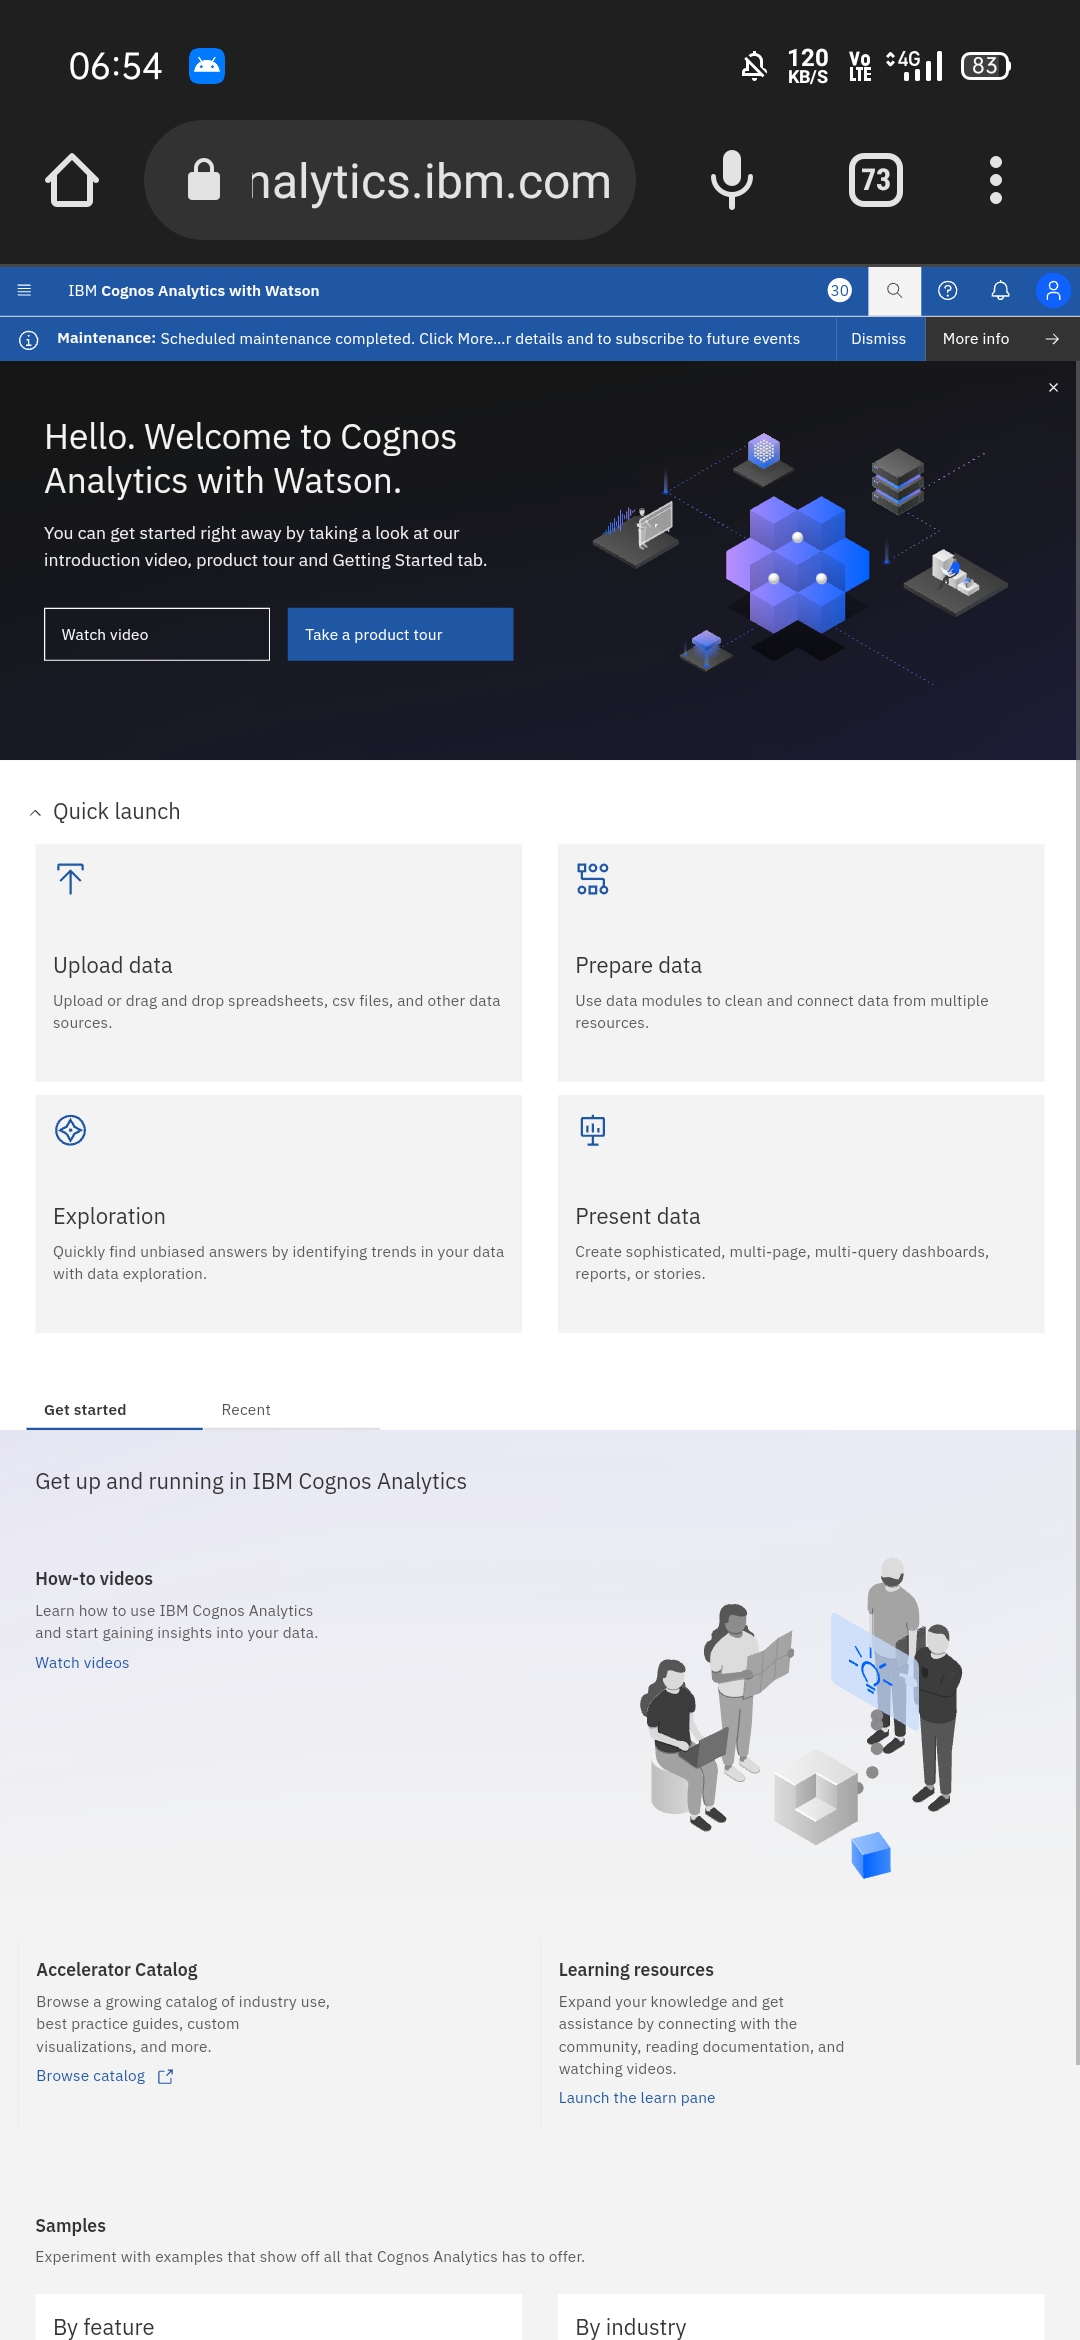 06:54
120
KB/S
Vo
LTE
4G
83
nalytics.ibm.com
73
IBM Cognos Analytics with Watson
30
Maintenance: Scheduled maintenance completed. Click More...r details and to subscribe to future events
Dismiss
More info
Hello. Welcome to Cognos
Analytics with Watson.
You can get started right away by taking a look at our
introduction video, product tour and Getting Started tab.
Watch video
Take a product tour
Quick launch
Upload data
Upload or drag and drop spreadsheets, csv files, and other data
sources.
Prepare data
Use data modules to clean and connect data from multiple
resources.
Exploration
Quickly find unbiased answers by identifying trends in your data
with data exploration.
Present data
Create sophisticated, multi-page, multi-query dashboards,
reports, or stories.
Get started
Recent
Get up and running in IBM Cognos Analytics
How-to videos
Learn how to use IBM Cognos Analytics
and start gaining insights into your data.
Watch videos
Accelerator Catalog
Browse a growing catalog of industry use,
best practice guides, custom
visualizations, and more.
Browse catalog
Learning resources
Expand your knowledge and get
assistance by connecting with the
community, reading documentation, and
watching videos.
Launch the learn pane
Samples
Experiment with examples that show off all that Cognos Analytics has to offer.
By feature
By industry